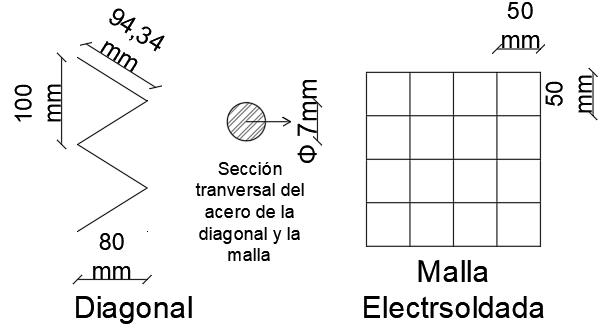 94,34
mm
100
mm
80
mm
Diagonal
Φ 7mm
Sección
tranversal del
acero de la
diagonal y la
malla
50
mm
50
mm
Malla
Electrsoldada